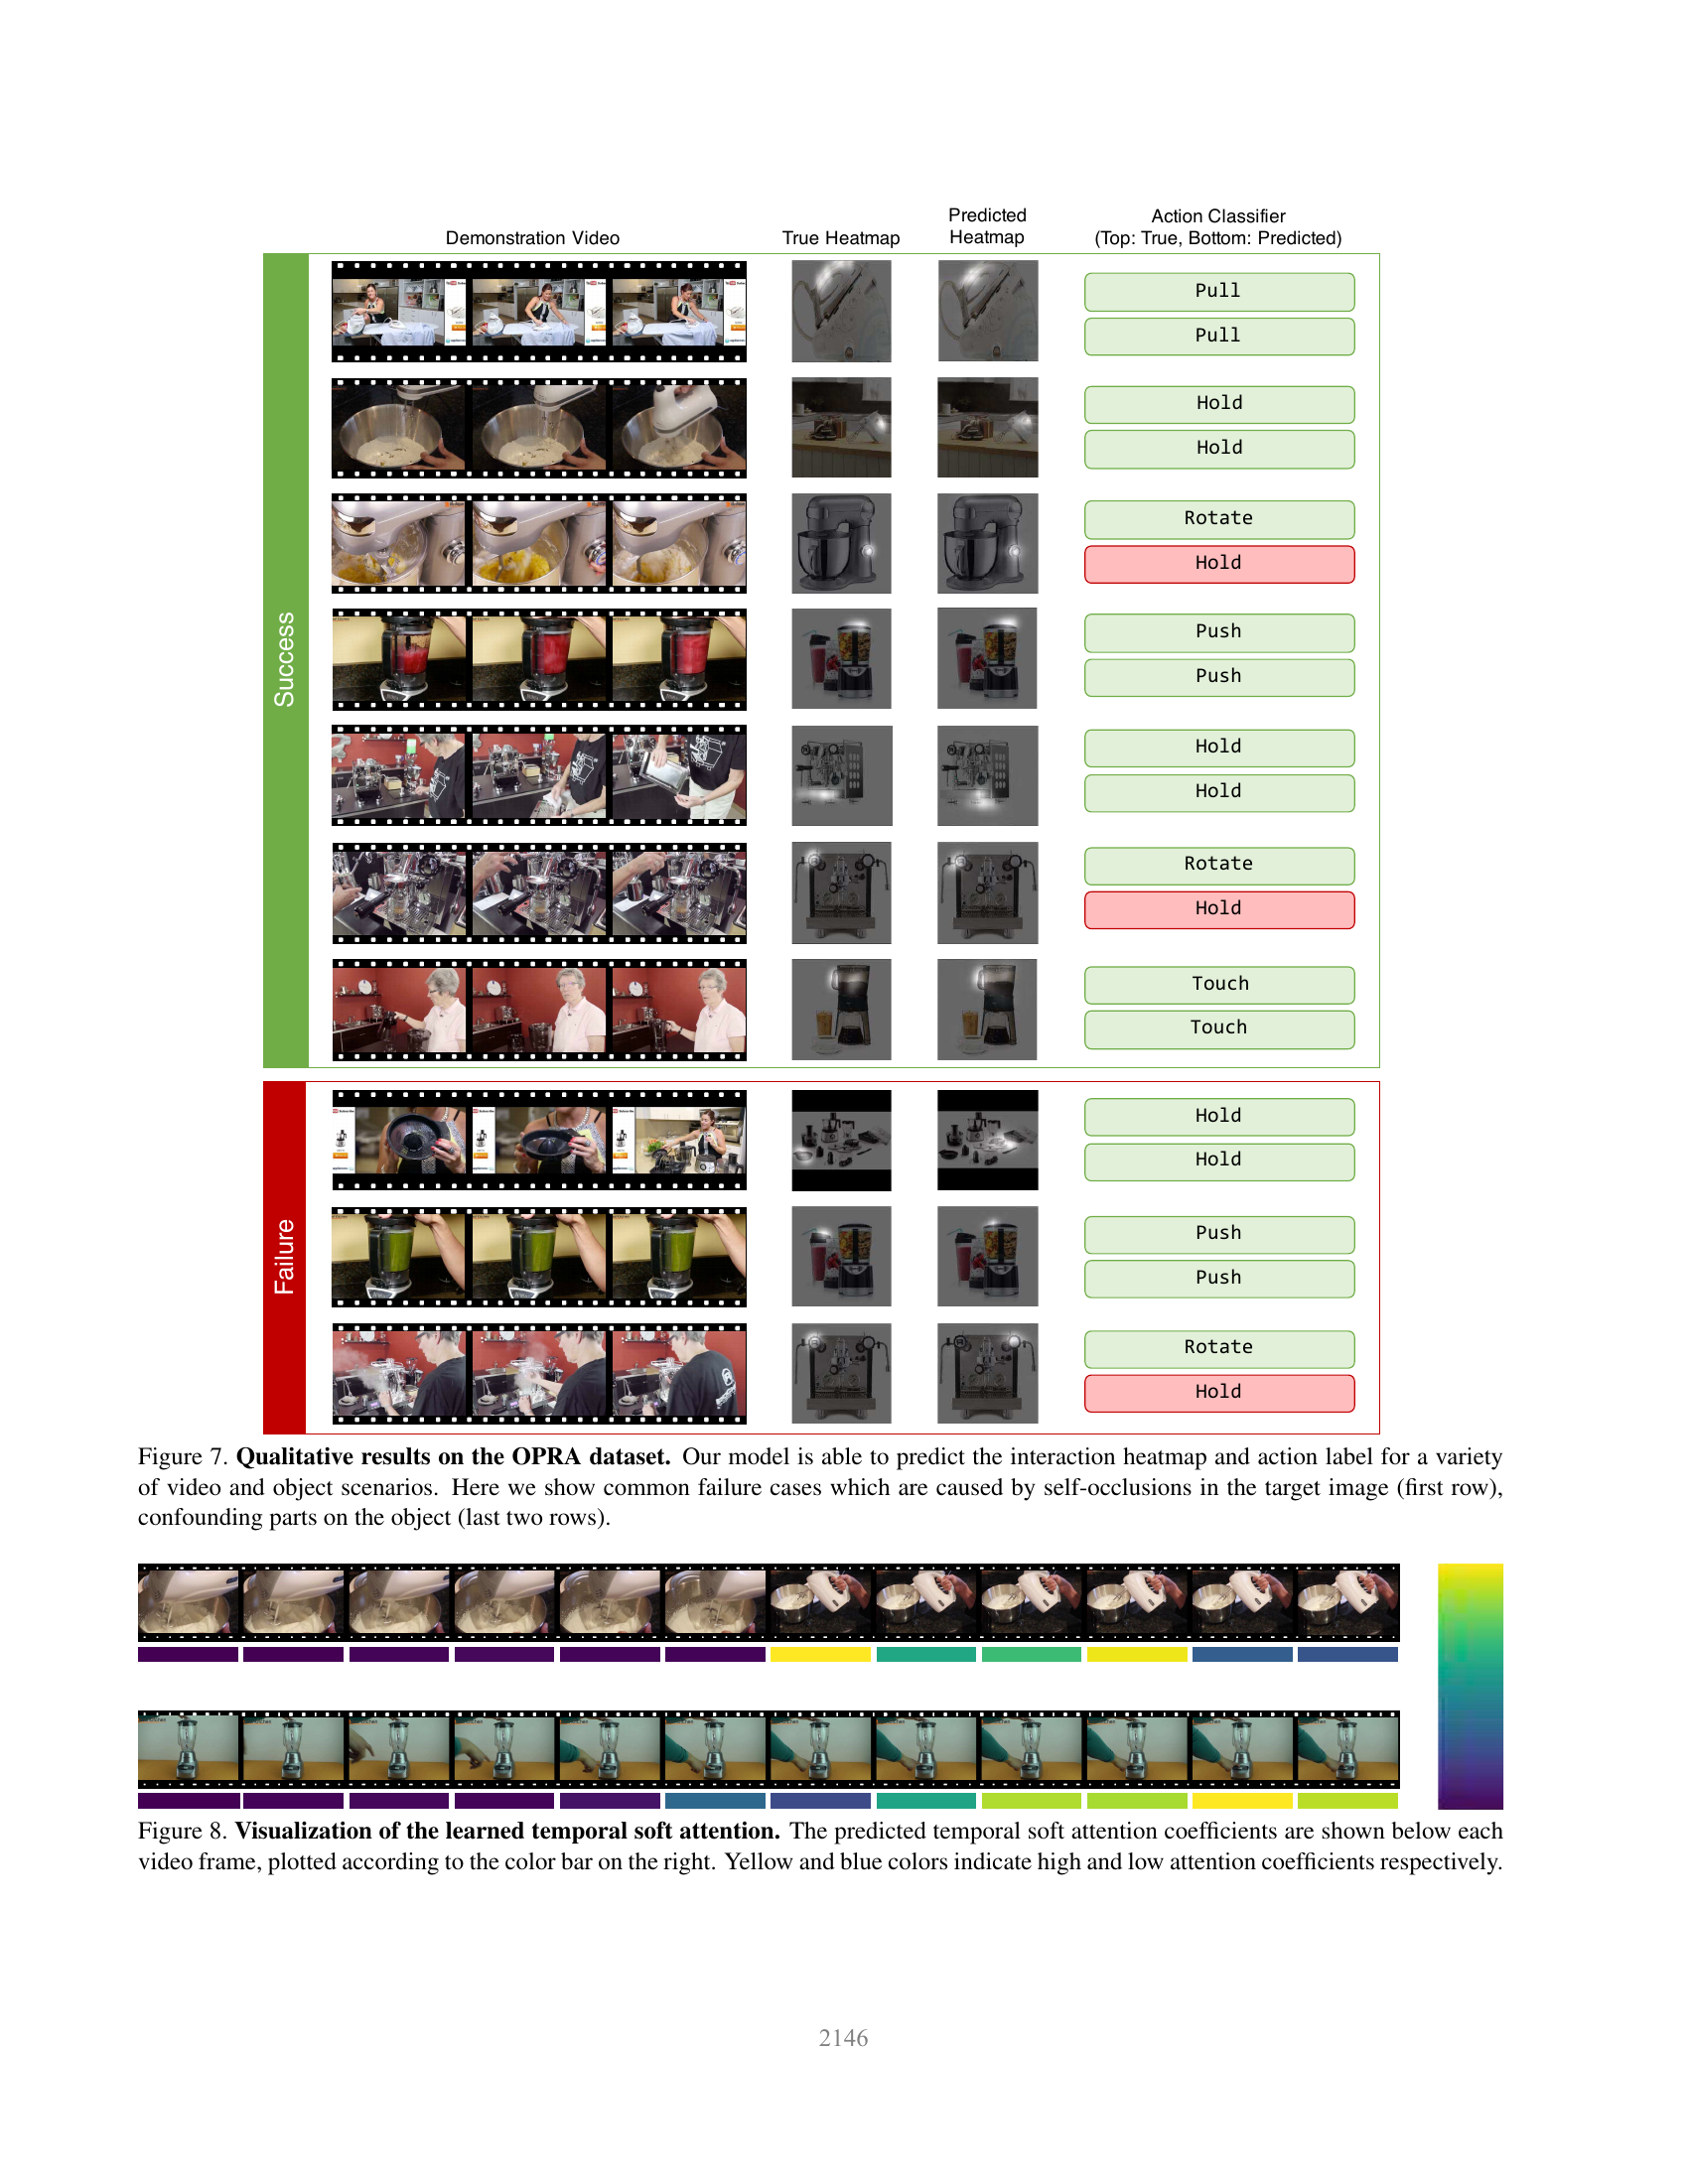 Demonstration Video
True Heatmap
Predicted
Heatmap
Action Classifier
(Top: True, Bottom: Predicted)
Success
Pull
Pull
Hold
Hold
Rotate
Hold
Push
Push
Hold
Hold
Rotate
Hold
Touch
Touch
Failure
Hold
Hold
Push
Push
Rotate
Hold
Figure 7. Qualitative results on the OPRA dataset. Our model is able to predict the interaction heatmap and action label for a variety
of video and object scenarios. Here we show common failure cases which are caused by self-occlusions in the target image (first row),
confounding parts on the object (last two rows).
Figure 8. Visualization of the learned temporal soft attention. The predicted temporal soft attention coefficients are shown below each
video frame, plotted according to the color bar on the right. Yellow and blue colors indicate high and low attention coefficients respectively.
2146